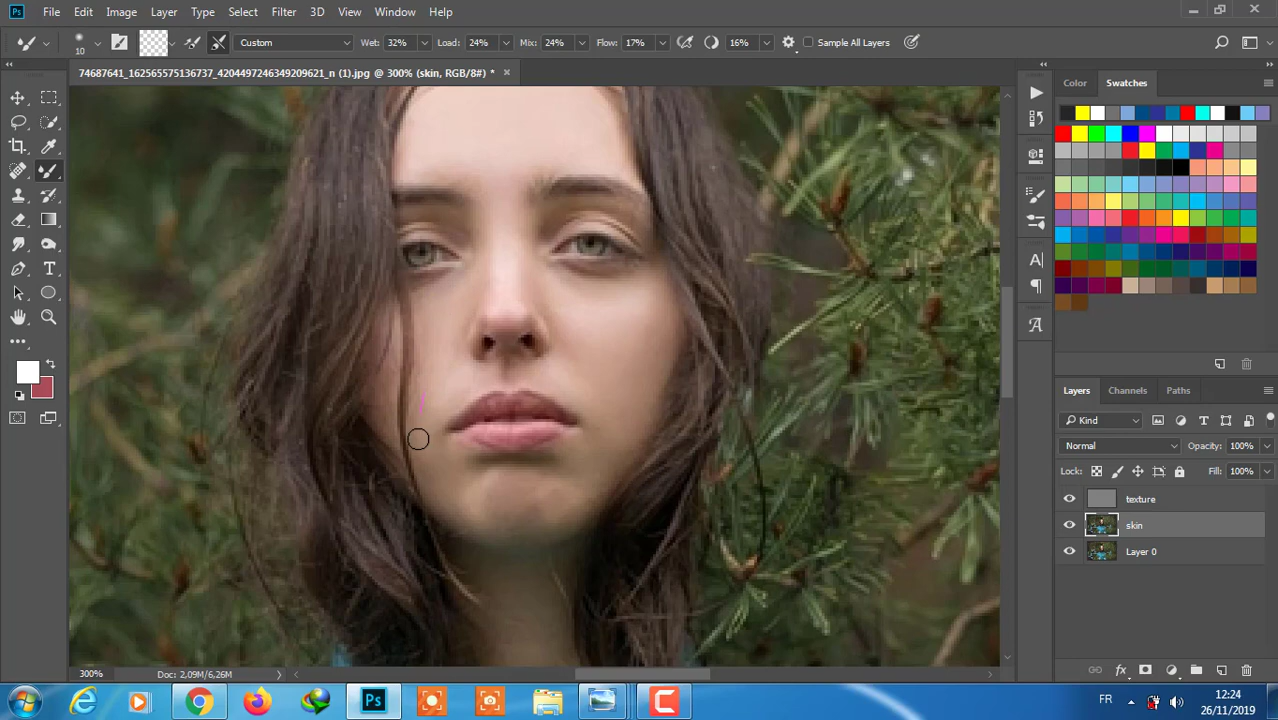 Ps File Edit Image Layer Type Select Filter 3D View Window Help
10 Custom Wet: 32% Load: 24% Mix: 24% Flow: 17% 16% Sample All Layers
74687641_162565575136737_4204497246349209621_n (1).jpg @ 300% (skin, RGB/8#) *
Color Swatches
Layers Channels Paths
Kind
Normal Opacity: 100%
Lock: Fill: 100%
texture
skin
Layer 0
300% Doc: 2,09M/6,26M
Ps FR 12:24
26/11/2019